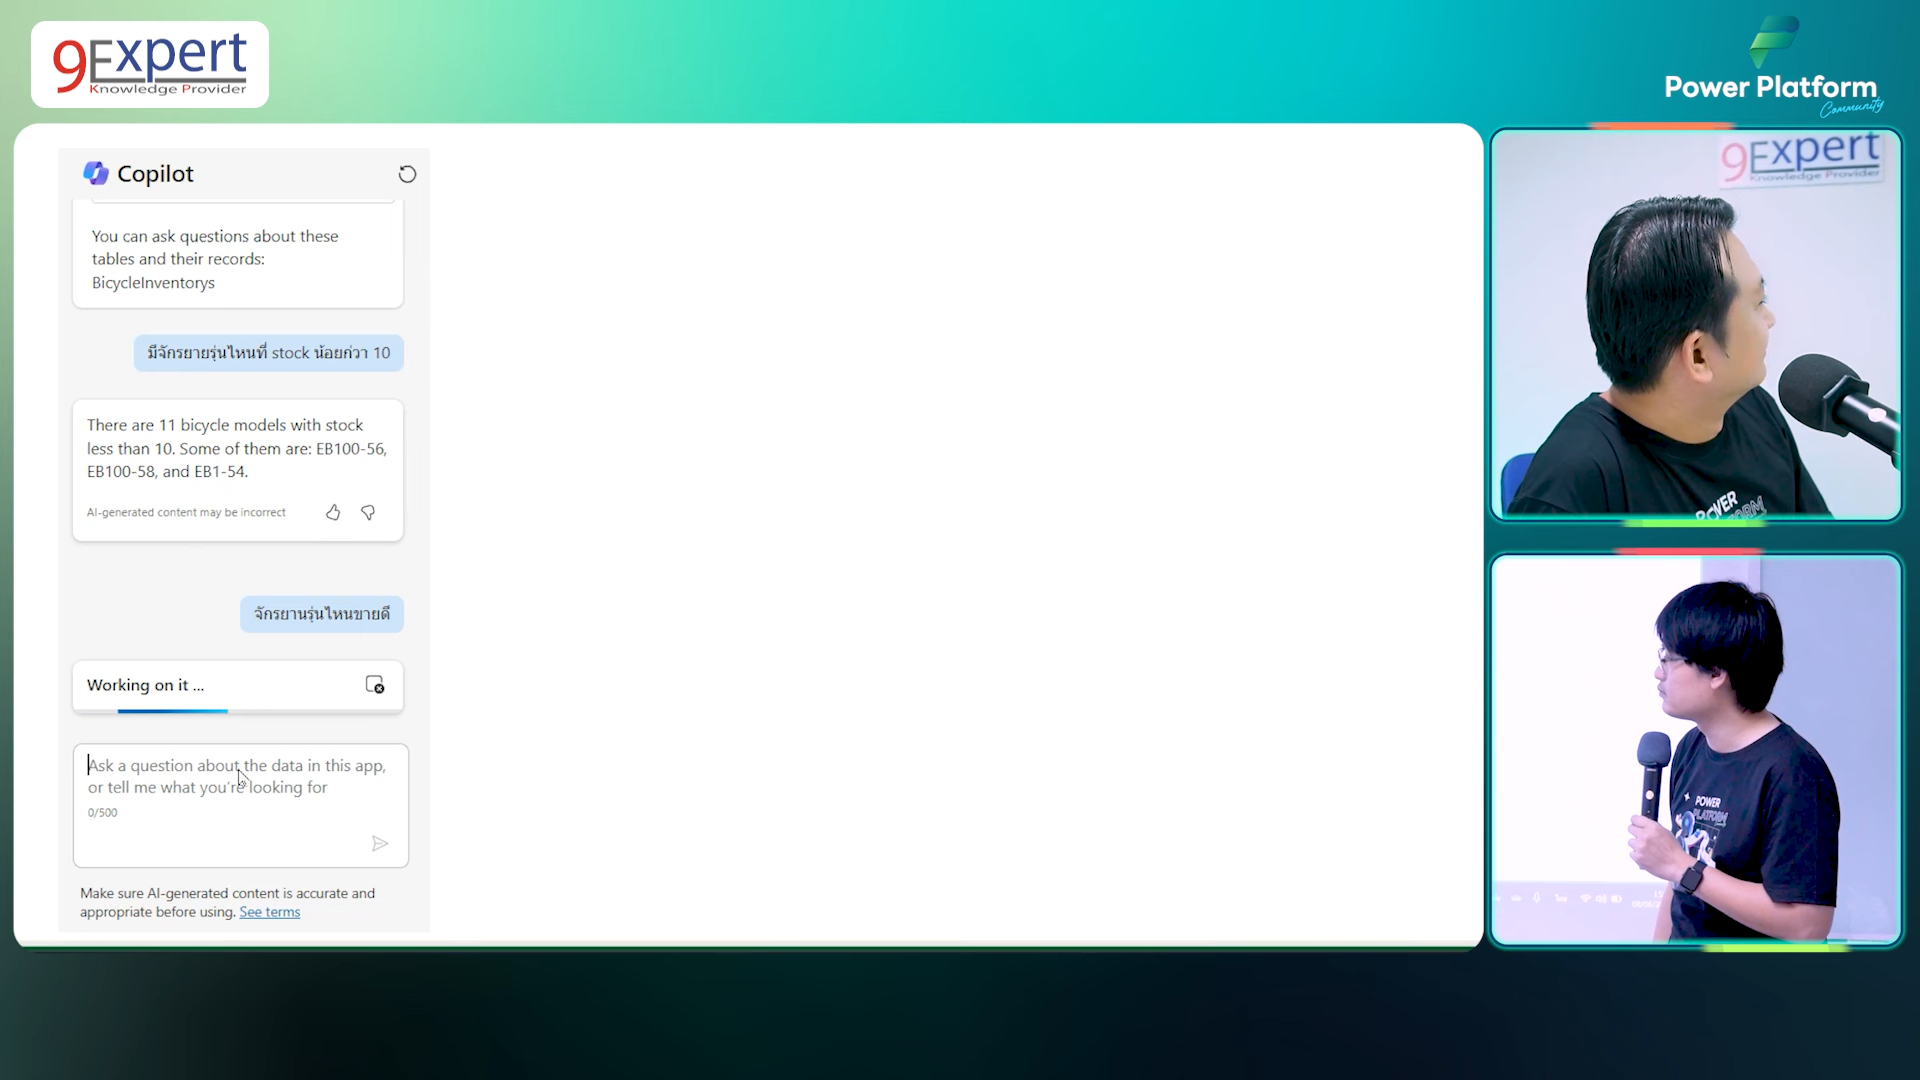 9Expert
Knowledge Provider
Power Platform
Community
Copilot
You can ask questions about these
tables and their records:
BicycleInventorys
มีจักรยายรุ่นไหนที่ stock น้อยก่วา 10
There are 11 bicycle models with stock
less than 10. Some of them are: EB100-56,
EB100-58, and EB1-54.
AI-generated content may be incorrect
จักรยานรุ่นไหนขายดี
Working on it ...
Ask a question about the data in this app,
or tell me what you're looking for
0/500
Make sure AI-generated content is accurate and
appropriate before using. See terms
9Expert
Knowledge Provider
POWER
POWER
PLATFORM